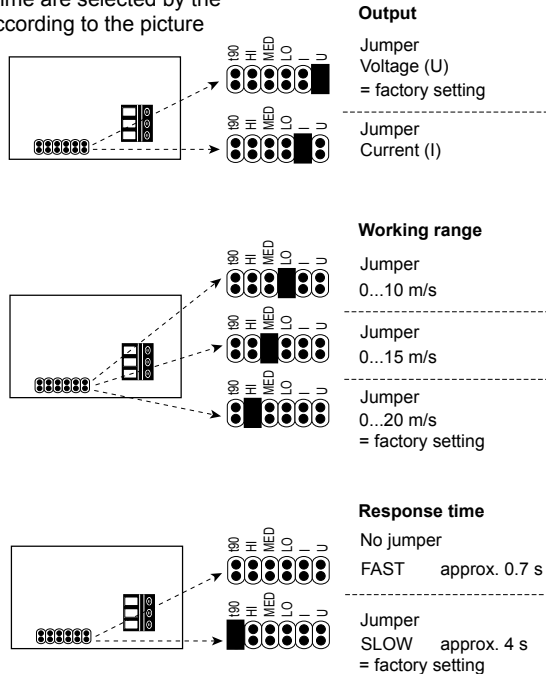 ime are selected by the
ccording to the picture
Output
t90 HI MED LO I U
Jumper
Voltage (U)
= factory setting
t90 HI MED LO I U
Jumper
Current (I)
Working range
t90 HI MED LO I U
Jumper
0...10 m/s
t90 HI MED LO I U
Jumper
0...15 m/s
t90 HI MED LO I U
Jumper
0...20 m/s
= factory setting
Response time
t90 HI MED LO I U
No jumper
FAST approx. 0.7 s
t90 HI MED LO I U
Jumper
SLOW approx. 4 s
= factory setting